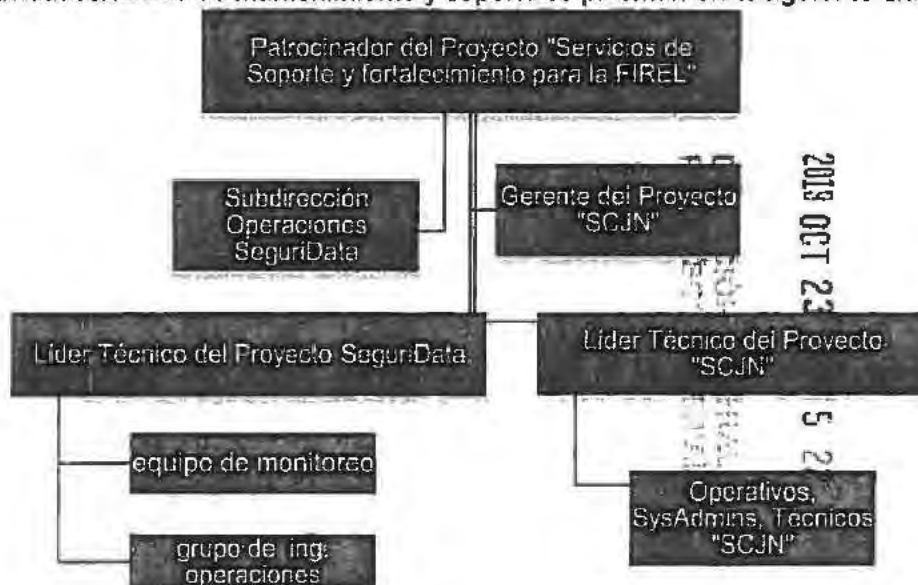 Patrocinador del Proyecto "Servicios de
Soporte y fortalecimiento para la FIREL"
Subdirección
Operaciones
SeguriData
Gerente del Proyecto
"SCJN"
2019 OCT 23
Líder Técnico del Proyecto SeguriData
Líder Técnico del Proyecto
"SCJN"
equipo de monitoreo
Operativos,
SysAdmins, Técnicos
"SCJN"
grupo de ing.
operaciones